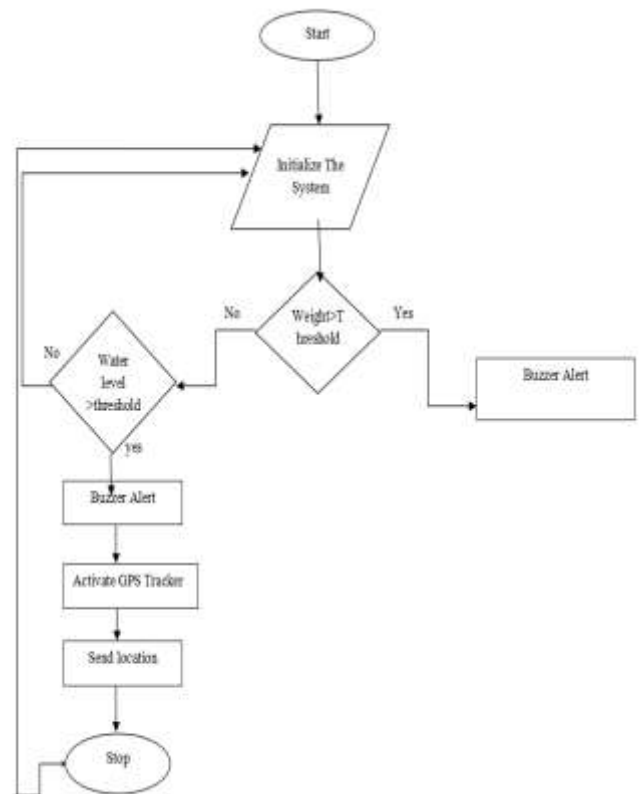 Start
Initialize The
System
No
Weight>T
hreshold
Yes
No
Water
level
>threshold
Buzzer Alert
yes
Buzzer Alert
Activate GPS Tracker
Send location
Stop